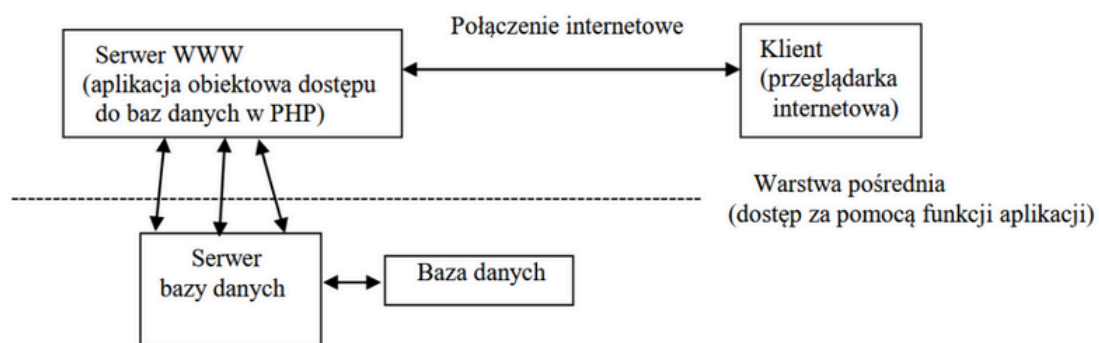 Połączenie internetowe
Serwer WWW
(aplikacja obiektowa dostępu
do baz danych w PHP)
Klient
(przeglądarka
internetowa)
Warstwa pośrednia
(dostęp za pomocą funkcji aplikacji)
Serwer
bazy danych
Baza danych